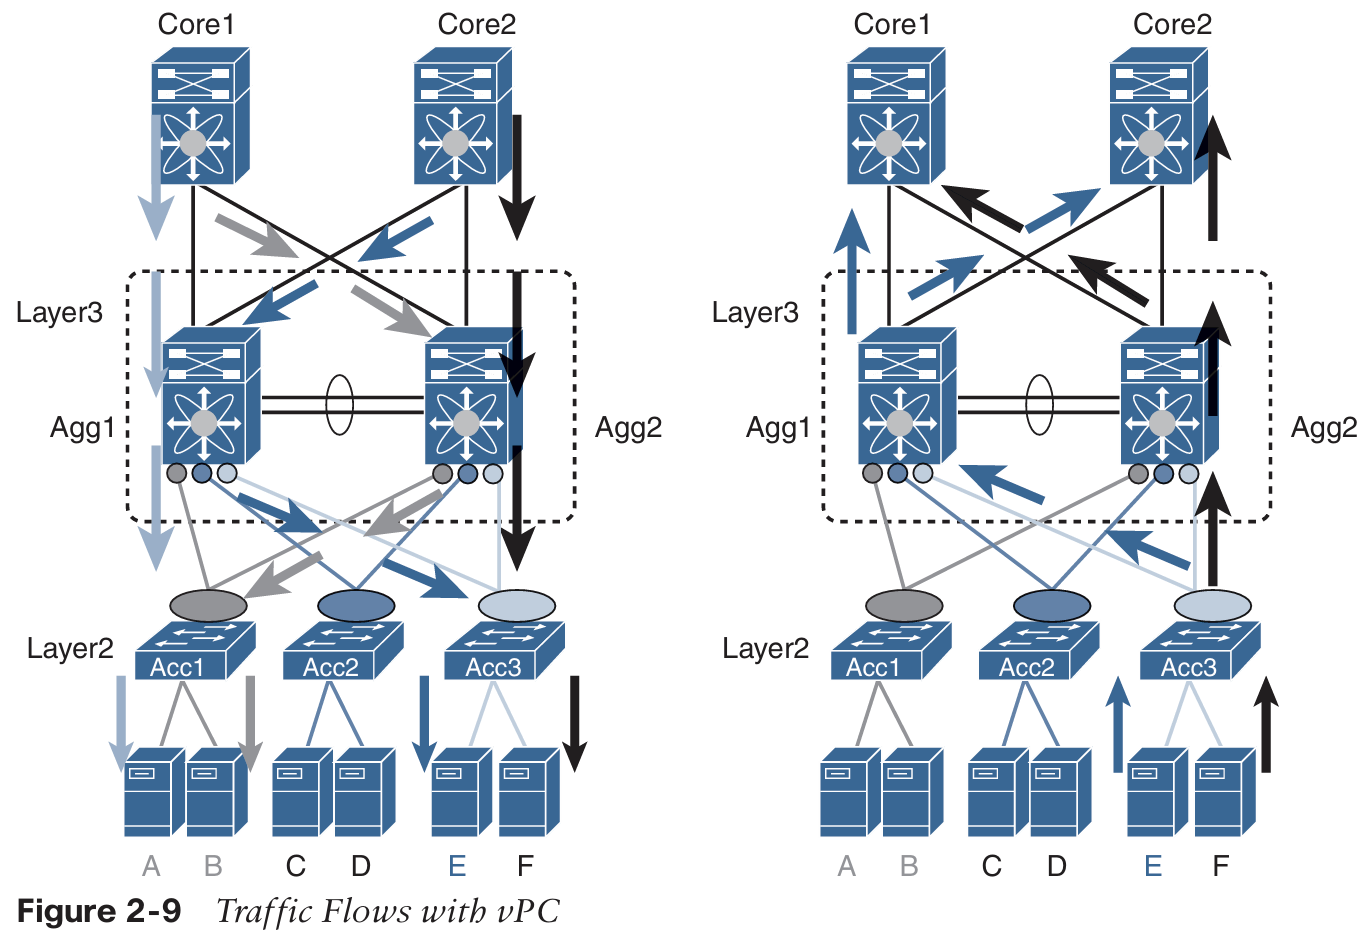 Core1 Core2 Core1 Core2
Layer3 Layer3
Agg1 Agg2 Agg1 Agg2
Layer2 Layer2
Acc1 Acc2 Acc3 Acc1 Acc2 Acc3
A B C D E F A B C D E F
Figure 2-9 Traffic Flows with vPC